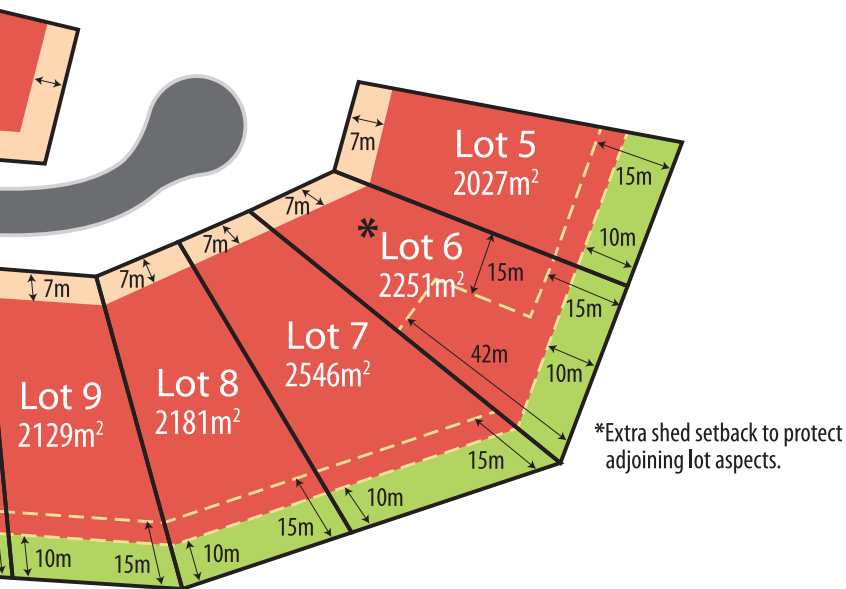 7m
Lot 5
2027m²
15m
10m
7m
*
Lot 6
2251m²
15m
15m
7m
7m
7m
Lot 7
2546m²
42m
10m
Lot 9
2129m²
Lot 8
2181m²
*Extra shed setback to protect
adjoining lot aspects.
15m
10m
15m
10m
15m
10m